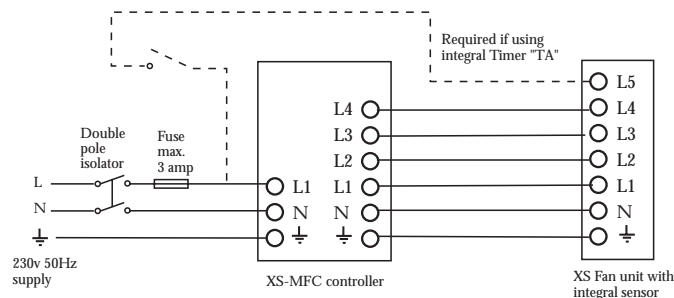 Required if using
integral Timer "TA"
L5
L4
L4
L3
L3
Double
pole
isolator
Fuse
max.
3 amp
L2
L2
L
L1
L1
L1
N
N
N
N
230v 50Hz
supply
XS-MFC controller
XS Fan unit with
integral sensor